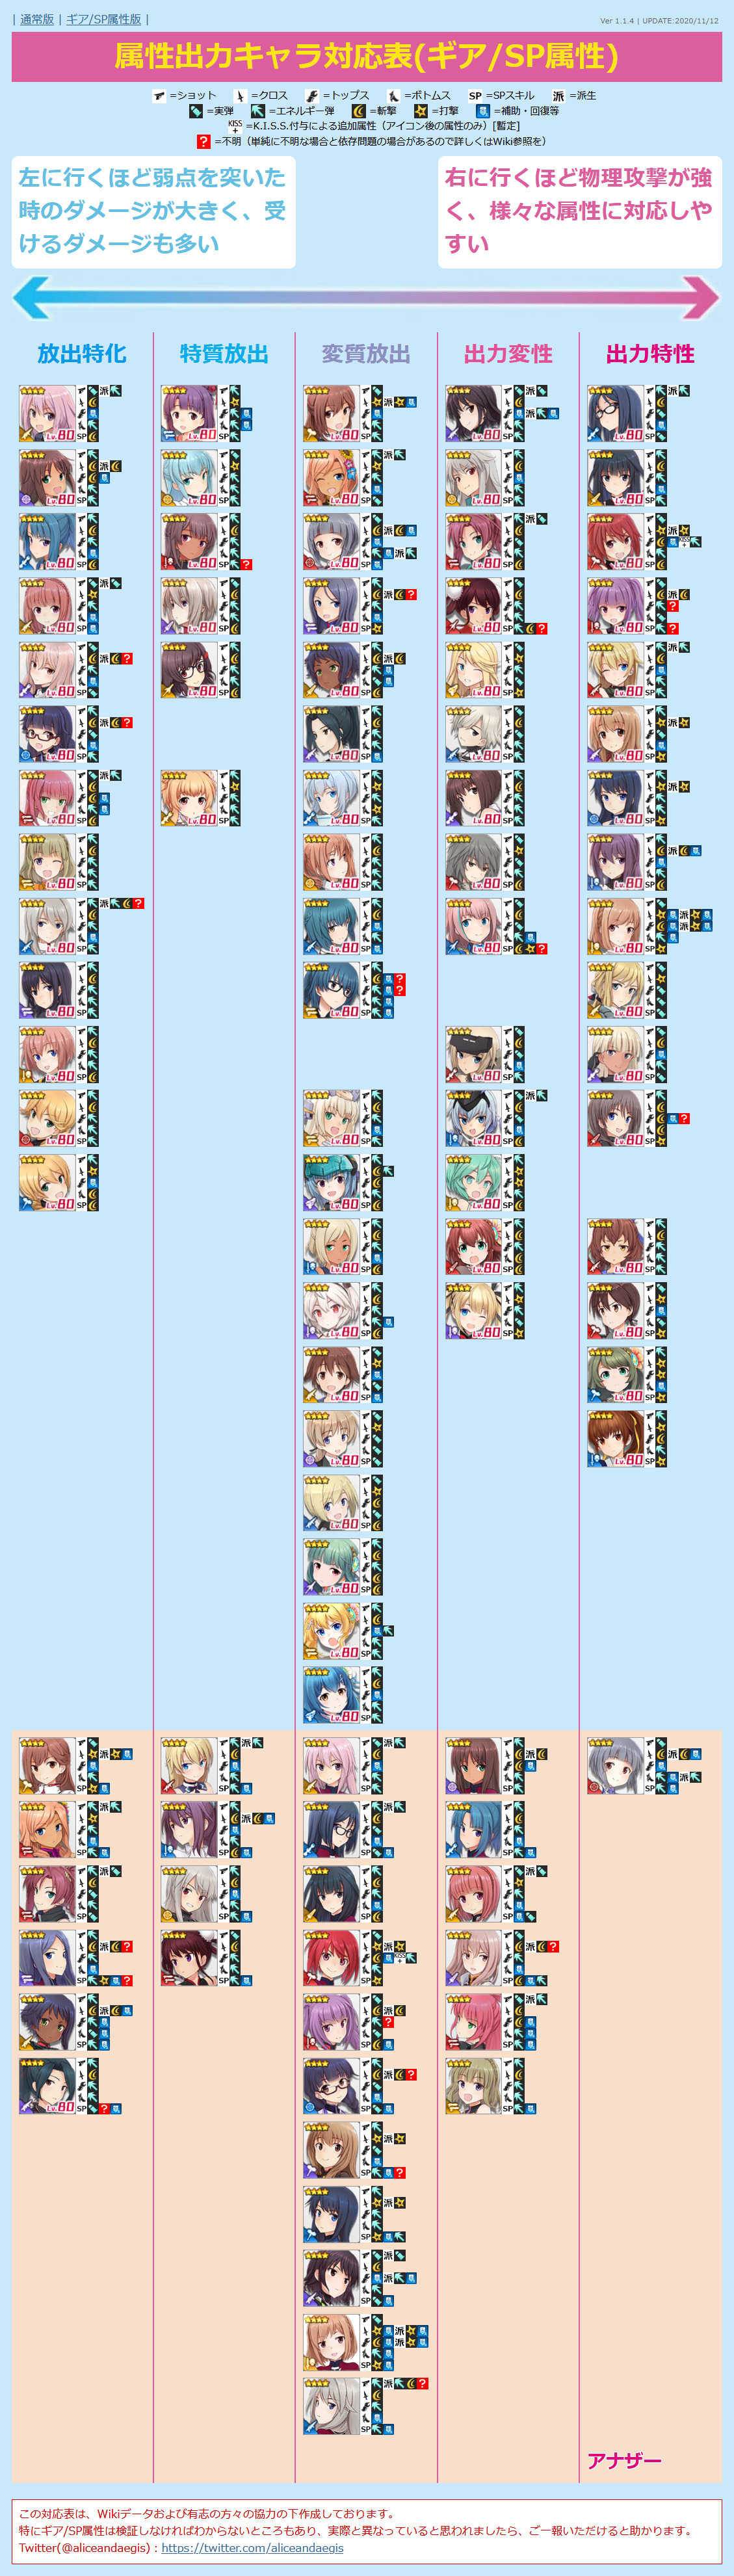 | 通常版 | ギア/SP属性版 |
Ver 1.1.4 | UPDATE:2020/11/12
属性出力キャラ対応表(ギア/SP属性)
=ショット =クロス =トップス =ボトムス SP =SPスキル 派 =派生
=実弾 =エネルギー弾 =斬撃 =打撃 =補助・回復等
KISS + =K.I.S.S.付与による追加属性（アイコン後の属性のみ）[暫定]
? =不明（単純に不明な場合と依存問題の場合があるので詳しくはWiki参照を）
左に行くほど弱点を突いた
時のダメージが大きく、受
けるダメージも多い
右に行くほど物理攻撃が強
く、様々な属性に対応しや
すい
放出特化 特質放出 変質放出 出力変性 出力特性
アナザー
この対応表は、Wikiデータおよび有志の方々の協力の下作成しております。
特にギア/SP属性は検証しなければわからないところもあり、実際と異なっていると思われましたら、ご一報いただけると助かります。
Twitter(@aliceandaegis) : https://twitter.com/aliceandaegis